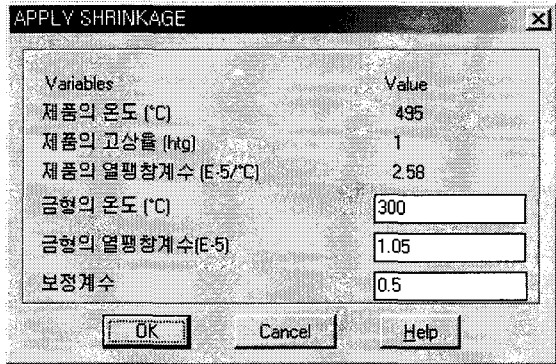 APPLY SHRINKAGE
Variables Value
제품의 온도 (℃) 495
제품의 고상율 (htg) 1
제품의 열팽창계수 (E-5/℃) 2.58
금형의 온도 (℃) 300
금형의 열팽창계수(E-5) 1.05
보정계수 0.5
OK Cancel Help